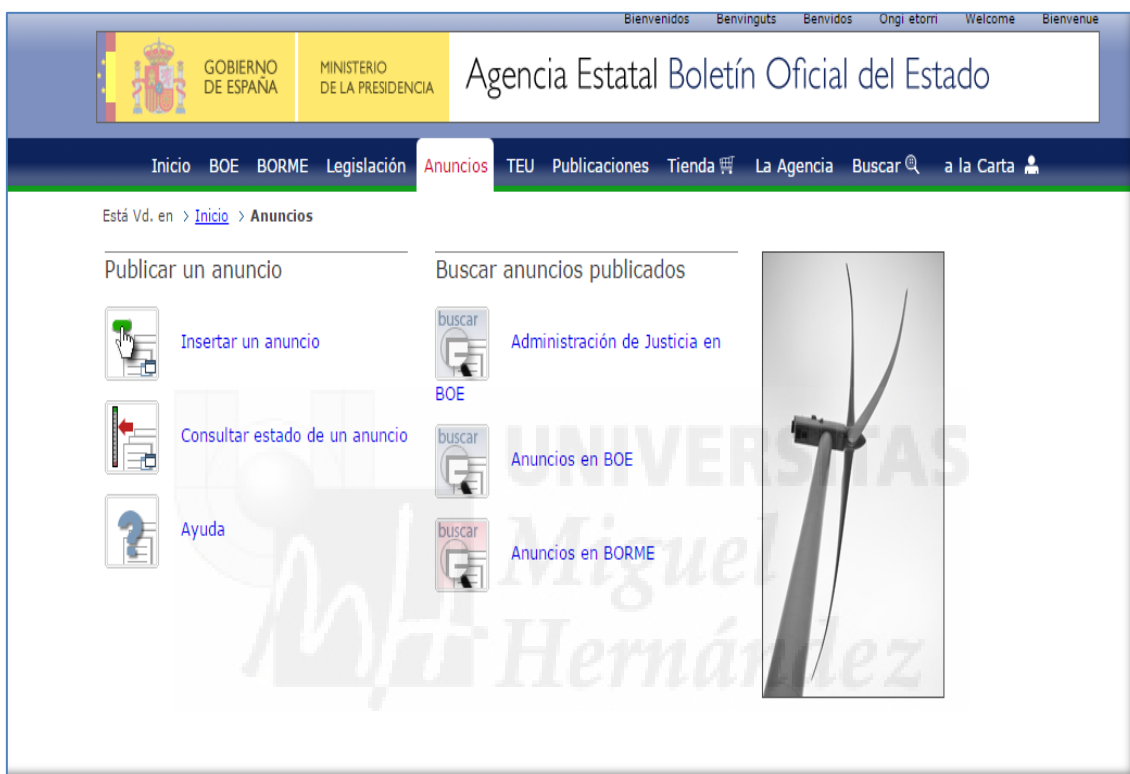 Bienvenidos Benvinguts Benvidos Ongi etorri Welcome Bienvenue
GOBIERNO
DE ESPAÑA
MINISTERIO
DE LA PRESIDENCIA
Agencia Estatal Boletín Oficial del Estado
Inicio BOE BORME Legislación Anuncios TEU Publicaciones Tienda La Agencia Buscar a la Carta
Está Vd. en > Inicio > Anuncios
Publicar un anuncio
Insertar un anuncio
Consultar estado de un anuncio
Ayuda
Buscar anuncios publicados
buscar
Administración de Justicia en
BOE
buscar
Anuncios en BOE
buscar
Anuncios en BORME
UNIVERSITAS
Miguel
Hernández